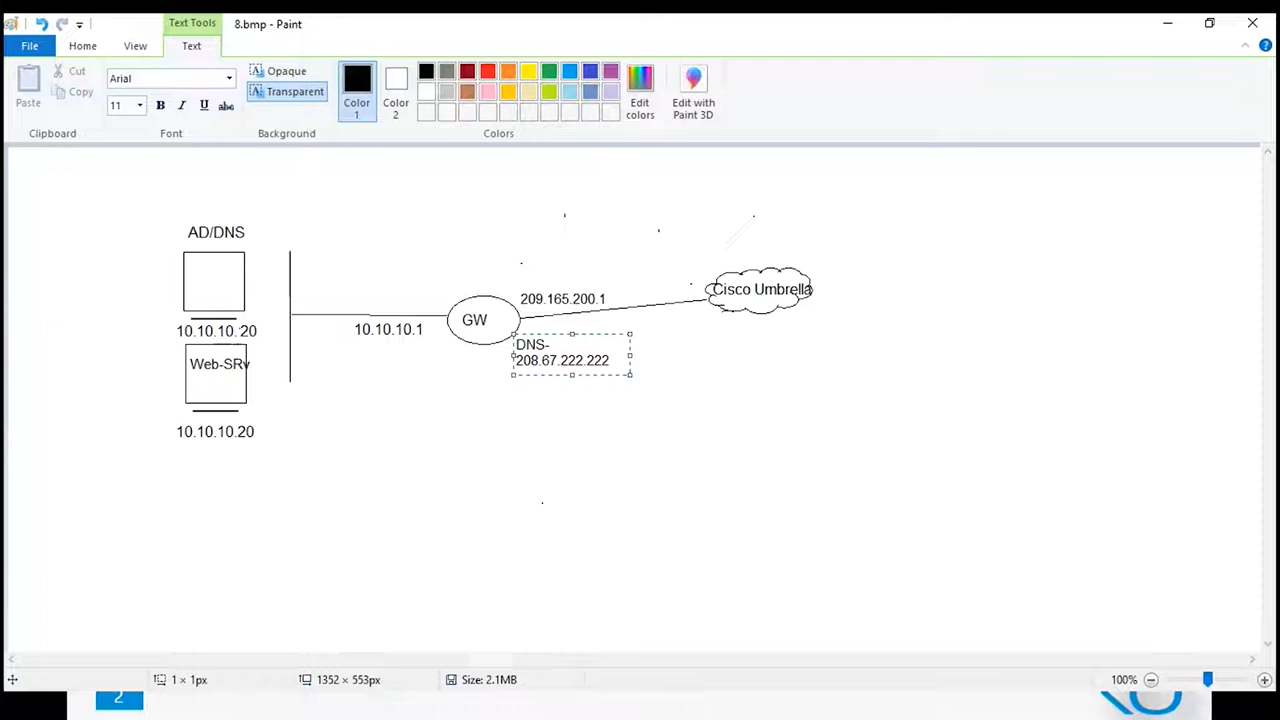 Text Tools
8.bmp - Paint
File
Home
View
Text
Paste
Cut
Copy
Clipboard
Arial
11
B I U abc
Font
Opaque
Transparent
Background
Color 1
Color 2
Edit colors
Edit with Paint 3D
Colors
AD/DNS
10.10.10.20
Web-SRv
10.10.10.20
10.10.10.1
GW
209.165.200.1
DNS-
208.67.222.222
Cisco Umbrella
1 × 1px
1352 × 553px
Size: 2.1MB
100%
2